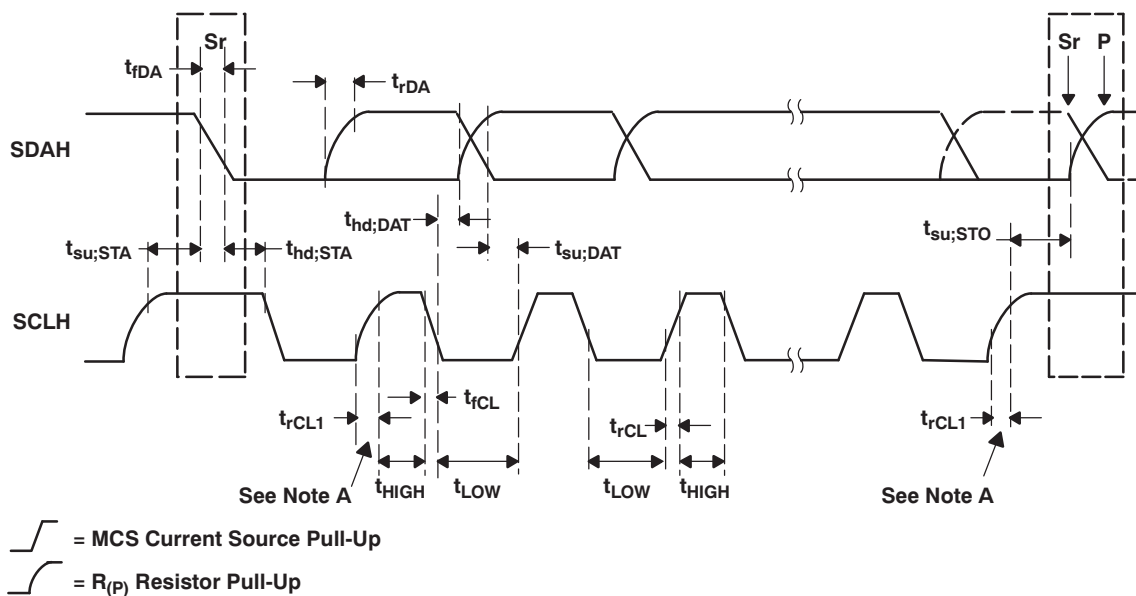 Sr
Sr P
tfDA
trDA
SDAH
thd;DAT
tsu;STA
thd;STA
tsu;DAT
tsu;STO
SCLH
tfCL
trCL1
trCL
trCL1
See Note A
tHIGH
tLOW
tLOW
tHIGH
See Note A
= MCS Current Source Pull-Up
= R(P) Resistor Pull-Up